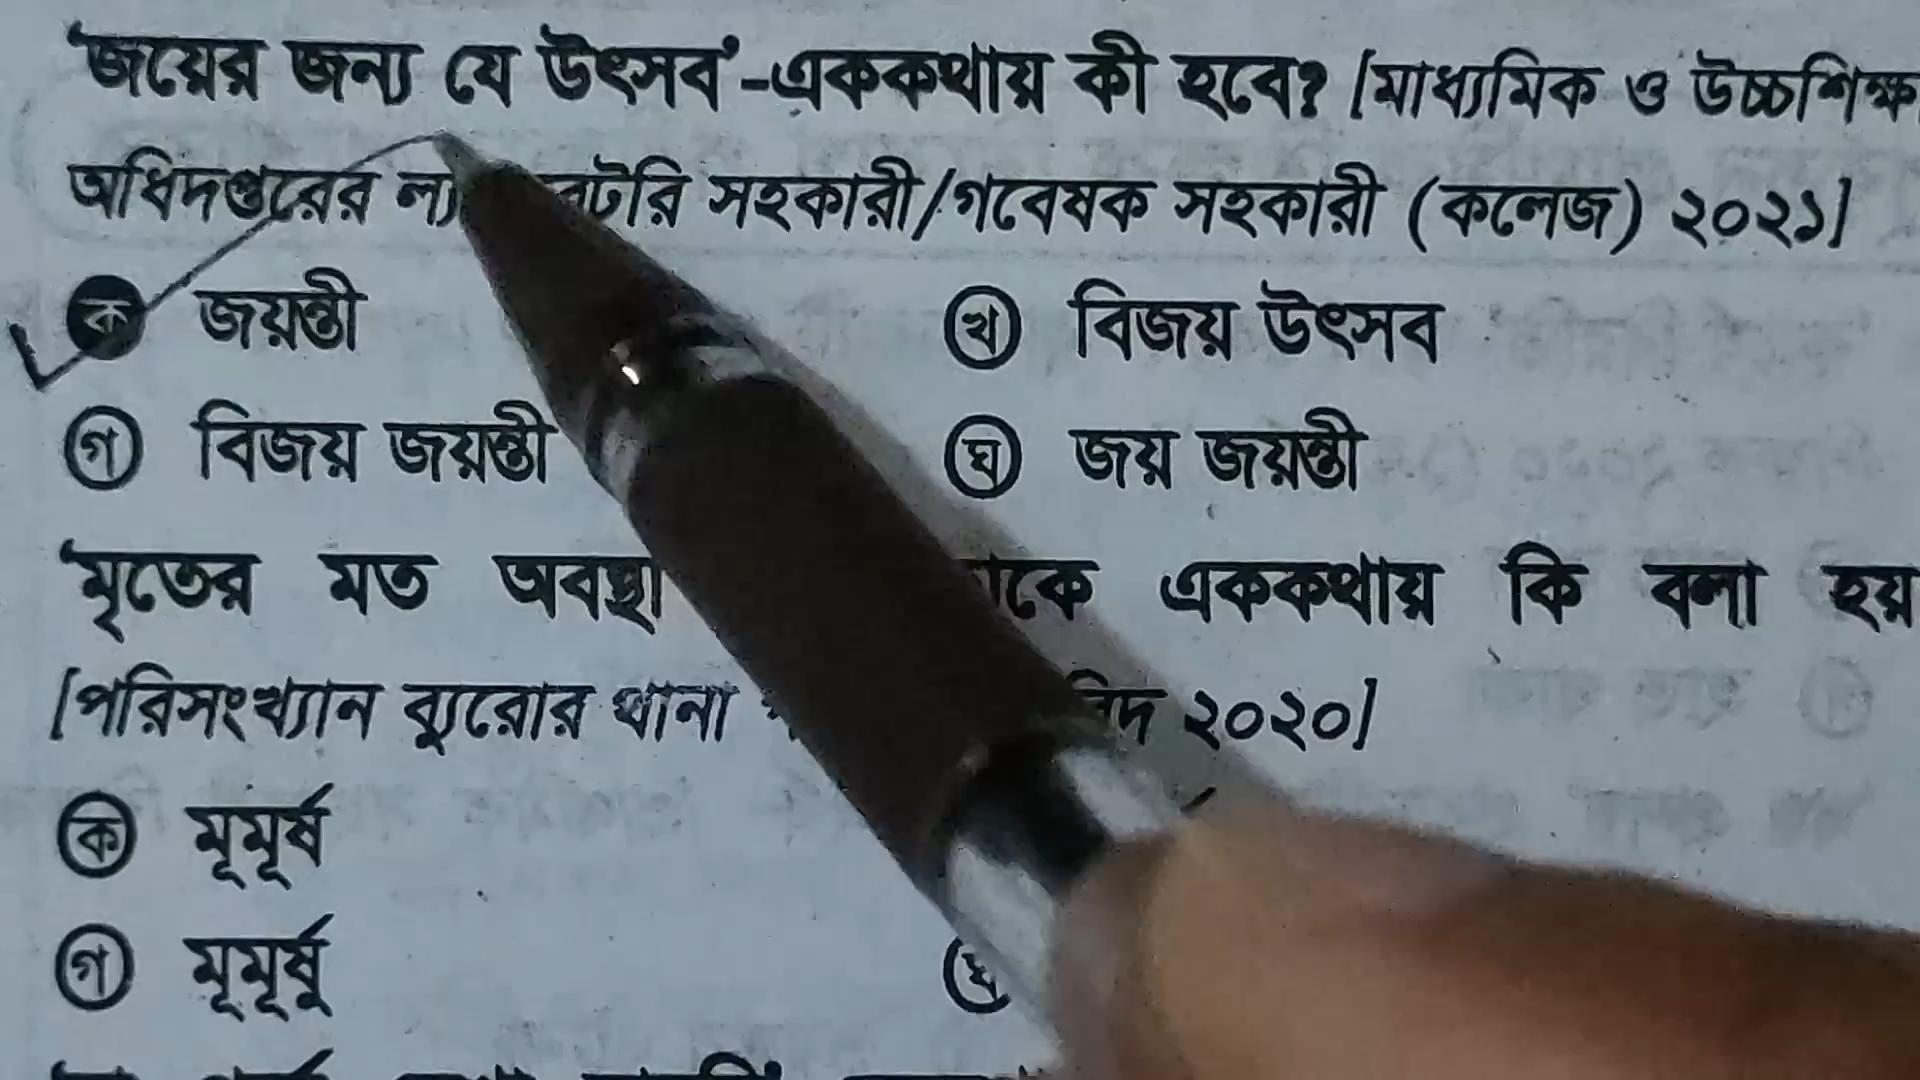 'জয়ের জন্য যে উৎসব'-এককথায় কী হবে? [মাধ্যমিক ও উচ্চশিক্ষ
অধিদপ্তরের সহকারী/গবেষক সহকারী (কলেজ) ২০২১]
ক জয়ন্তী
খ বিজয় উৎসব
গ বিজয় জয়ন্তী
ঘ জয় জয়ন্তী
'মৃতের মত অবস্থা এককথায় কি বলা হয়
[পরিসংখ্যান ব্যুরোর থানা ২০২০]
ক মূমূর্ষ
গ মূমূর্ষু
ঘ